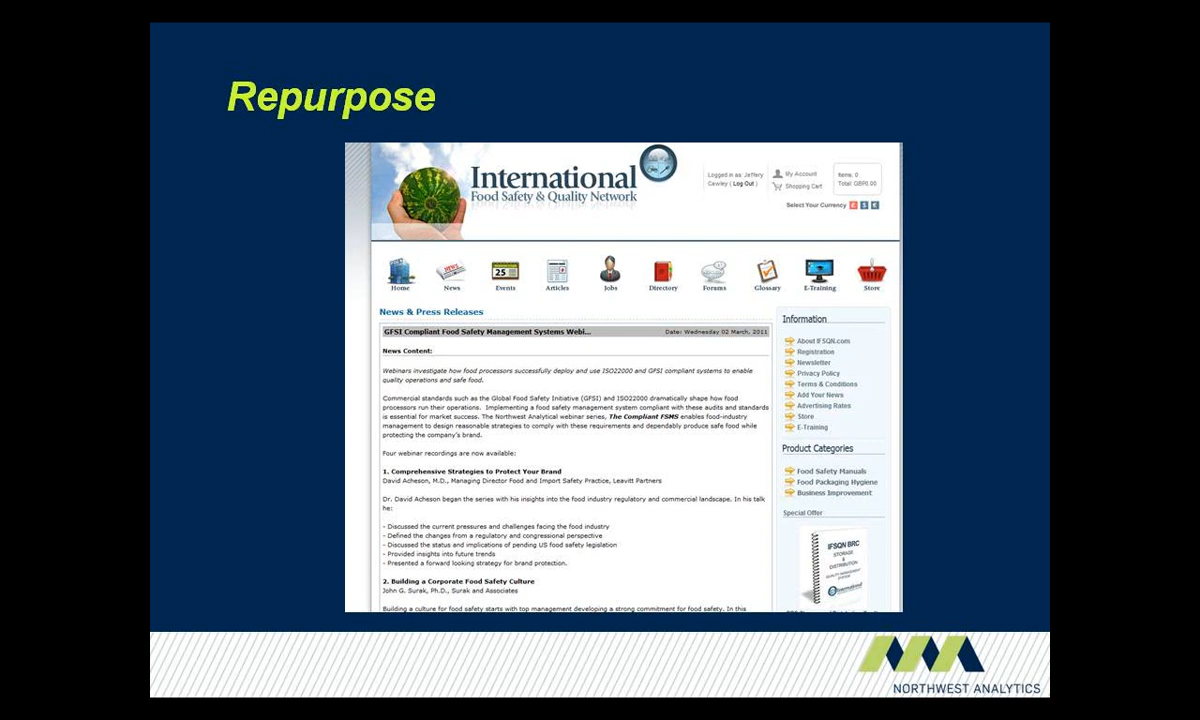 Repurpose
International
Food Safety & Quality Network
Logged in as: Jeffery
Cawley ( Log Out )
My Account
Shopping Cart
Items: 0
Total: GBP0.00
Select Your Currency £ $ €
NEWS
25
Home News Events Articles Jobs Directory Forums Glossary E-Training Store
News & Press Releases
GFSI Compliant Food Safety Management Systems Webi... Date: Wednesday 02 March, 2011
News Content:
Webinars investigate how food processors successfully deploy and use ISO22000 and GFSI compliant systems to enable
quality operations and safe food.
Commercial standards such as the Global Food Safety Initiative (GFSI) and ISO22000 dramatically shape how food
processors run their operations. Implementing a food safety management system compliant with these audits and standards
is essential for market success. The Northwest Analytical webinar series, The Compliant FSMS enables food-industry
management to design reasonable strategies to comply with these requirements and dependably produce safe food while
protecting the company's brand.
Four webinar recordings are now available:
1. Comprehensive Strategies to Protect Your Brand
David Acheson, M.D., Managing Director Food and Import Safety Practice, Leavitt Partners
Dr. David Acheson began the series with his insights into the food industry regulatory and commercial landscape. In his talk
he:
- Discussed the current pressures and challenges facing the food industry
- Defined the changes from a regulatory and congressional perspective
- Discussed the status and implications of pending US food safety legislation
- Provided insights into future trends
- Presented a forward looking strategy for brand protection.
2. Building a Corporate Food Safety Culture
John G. Surak, Ph.D., Surak and Associates
Building a culture for food safety starts with top management developing a strong commitment for food safety. In this
Information
About IFSQN.com
Registration
Newsletter
Privacy Policy
Terms & Conditions
Add Your News
Advertising Rates
Store
E-Training
Product Categories
Food Safety Manuals
Food Packaging Hygiene
Business Improvement
Special Offer
IFSQN BRC
STORAGE
&
DISTRIBUTION
QUALITY MANAGEMENT
SYSTEM
International
NORTHWEST ANALYTICS